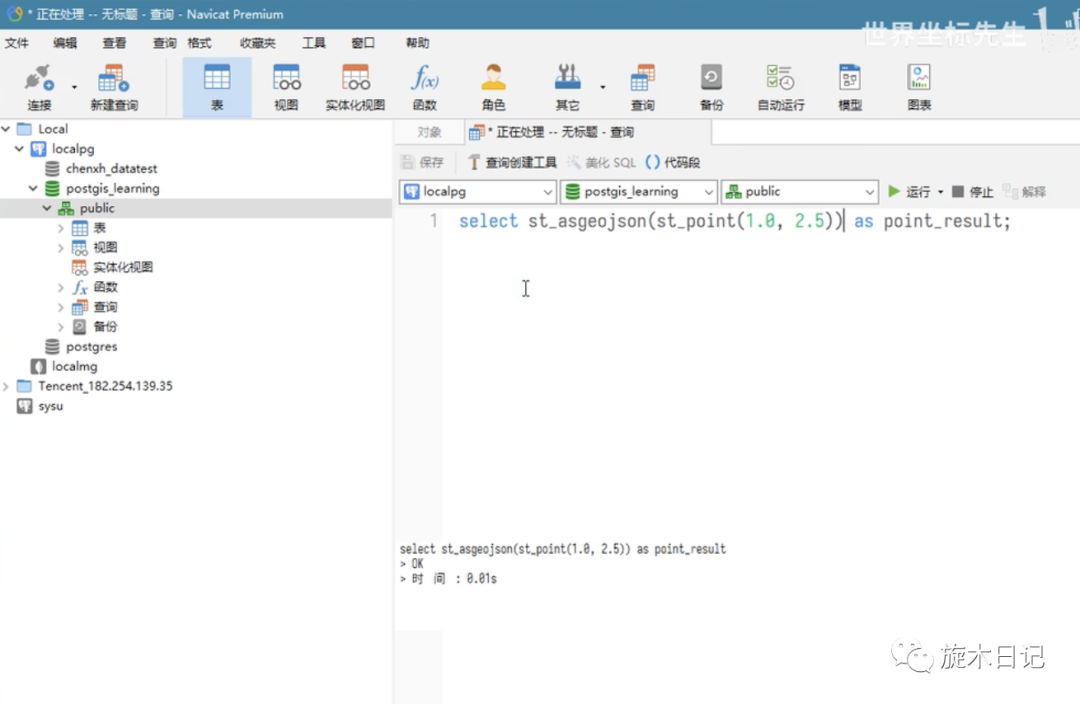 * 正在处理 -- 无标题 - 查询 - Navicat Premium
世界坐标先生
文件 编辑 查看 查询 格式 收藏夹 工具 窗口 帮助
连接 新建查询 表 视图 实体化视图 函数 角色 其它 查询 备份 自动运行 模型 图表
Local
localpg
chenxh_datatest
postgis_learning
public
表
视图
实体化视图
函数
查询
备份
postgres
localmg
Tencent_182.254.139.35
sysu
对象 * 正在处理 -- 无标题 - 查询
保存 查询创建工具 美化 SQL () 代码段
localpg postgis_learning public 运行 停止 解释
1 select st_asgeojson(st_point(1.0, 2.5)) as point_result;
select st_asgeojson(st_point(1.0, 2.5)) as point_result
> OK
> 时间: 0.01s
旋木日记